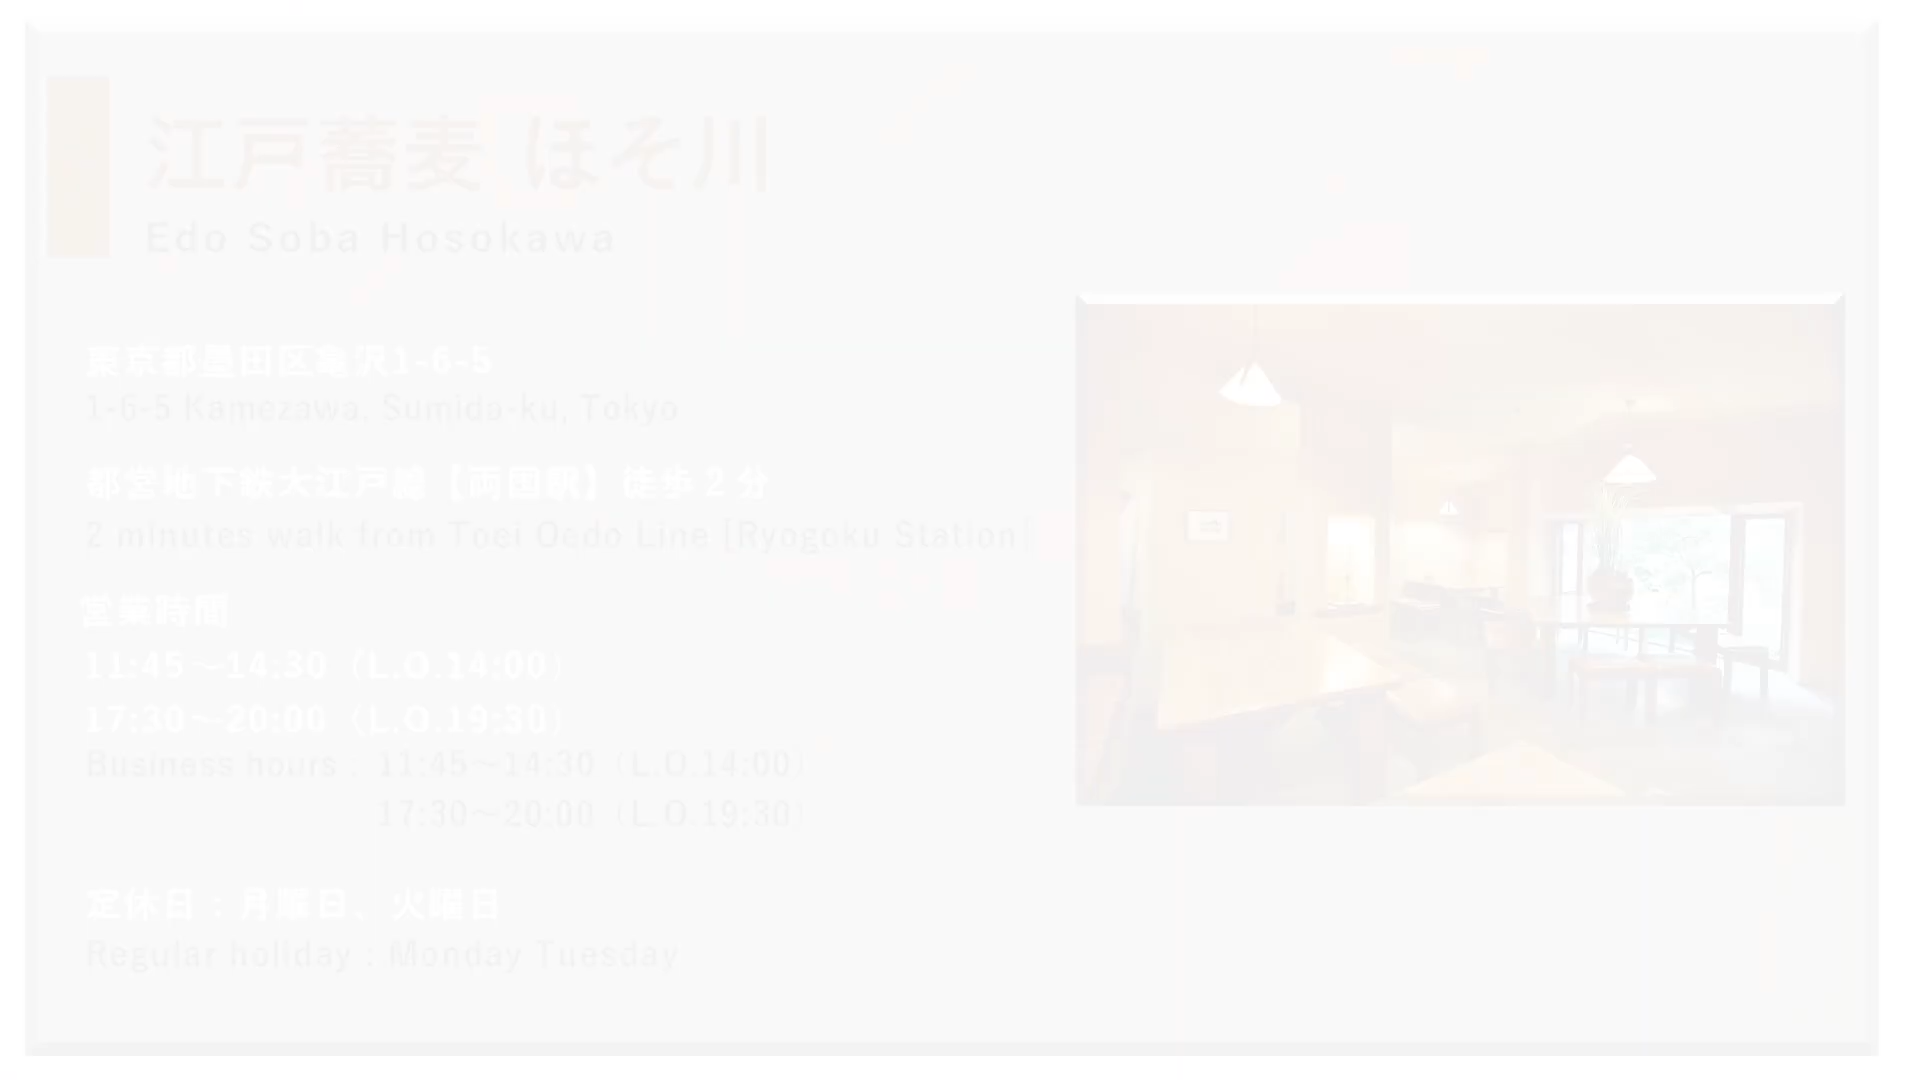 江戸蕎麦 ほそ川
Edo Soba Hosokawa
東京都墨田区亀沢1-6-5
1-6-5 Kamezawa, Sumida-ku, Tokyo
都営地下鉄大江戸線【両国駅】徒歩２分
2 minutes walk from Toei Oedo Line [Ryogoku Station]
営業時間
11:45～14:30（L.O.14:00）
17:30～20:00（L.O.19:30）
Business hours : 11:45～14:30（L.O.14:00）
17:30～20:00（L.O.19:30）
定休日：月曜日、火曜日
Regular holiday : Monday Tuesday